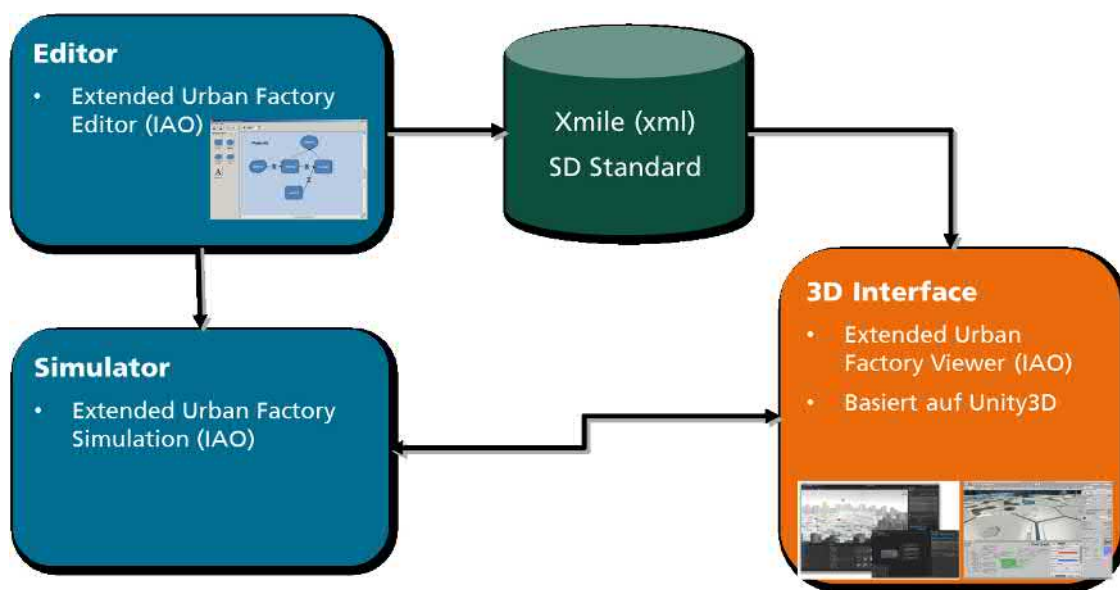 Editor
• Extended Urban Factory
Editor (IAO)
Xmile (xml)
SD Standard
Simulator
• Extended Urban Factory
Simulation (IAO)
3D Interface
• Extended Urban
Factory Viewer (IAO)
• Basiert auf Unity3D